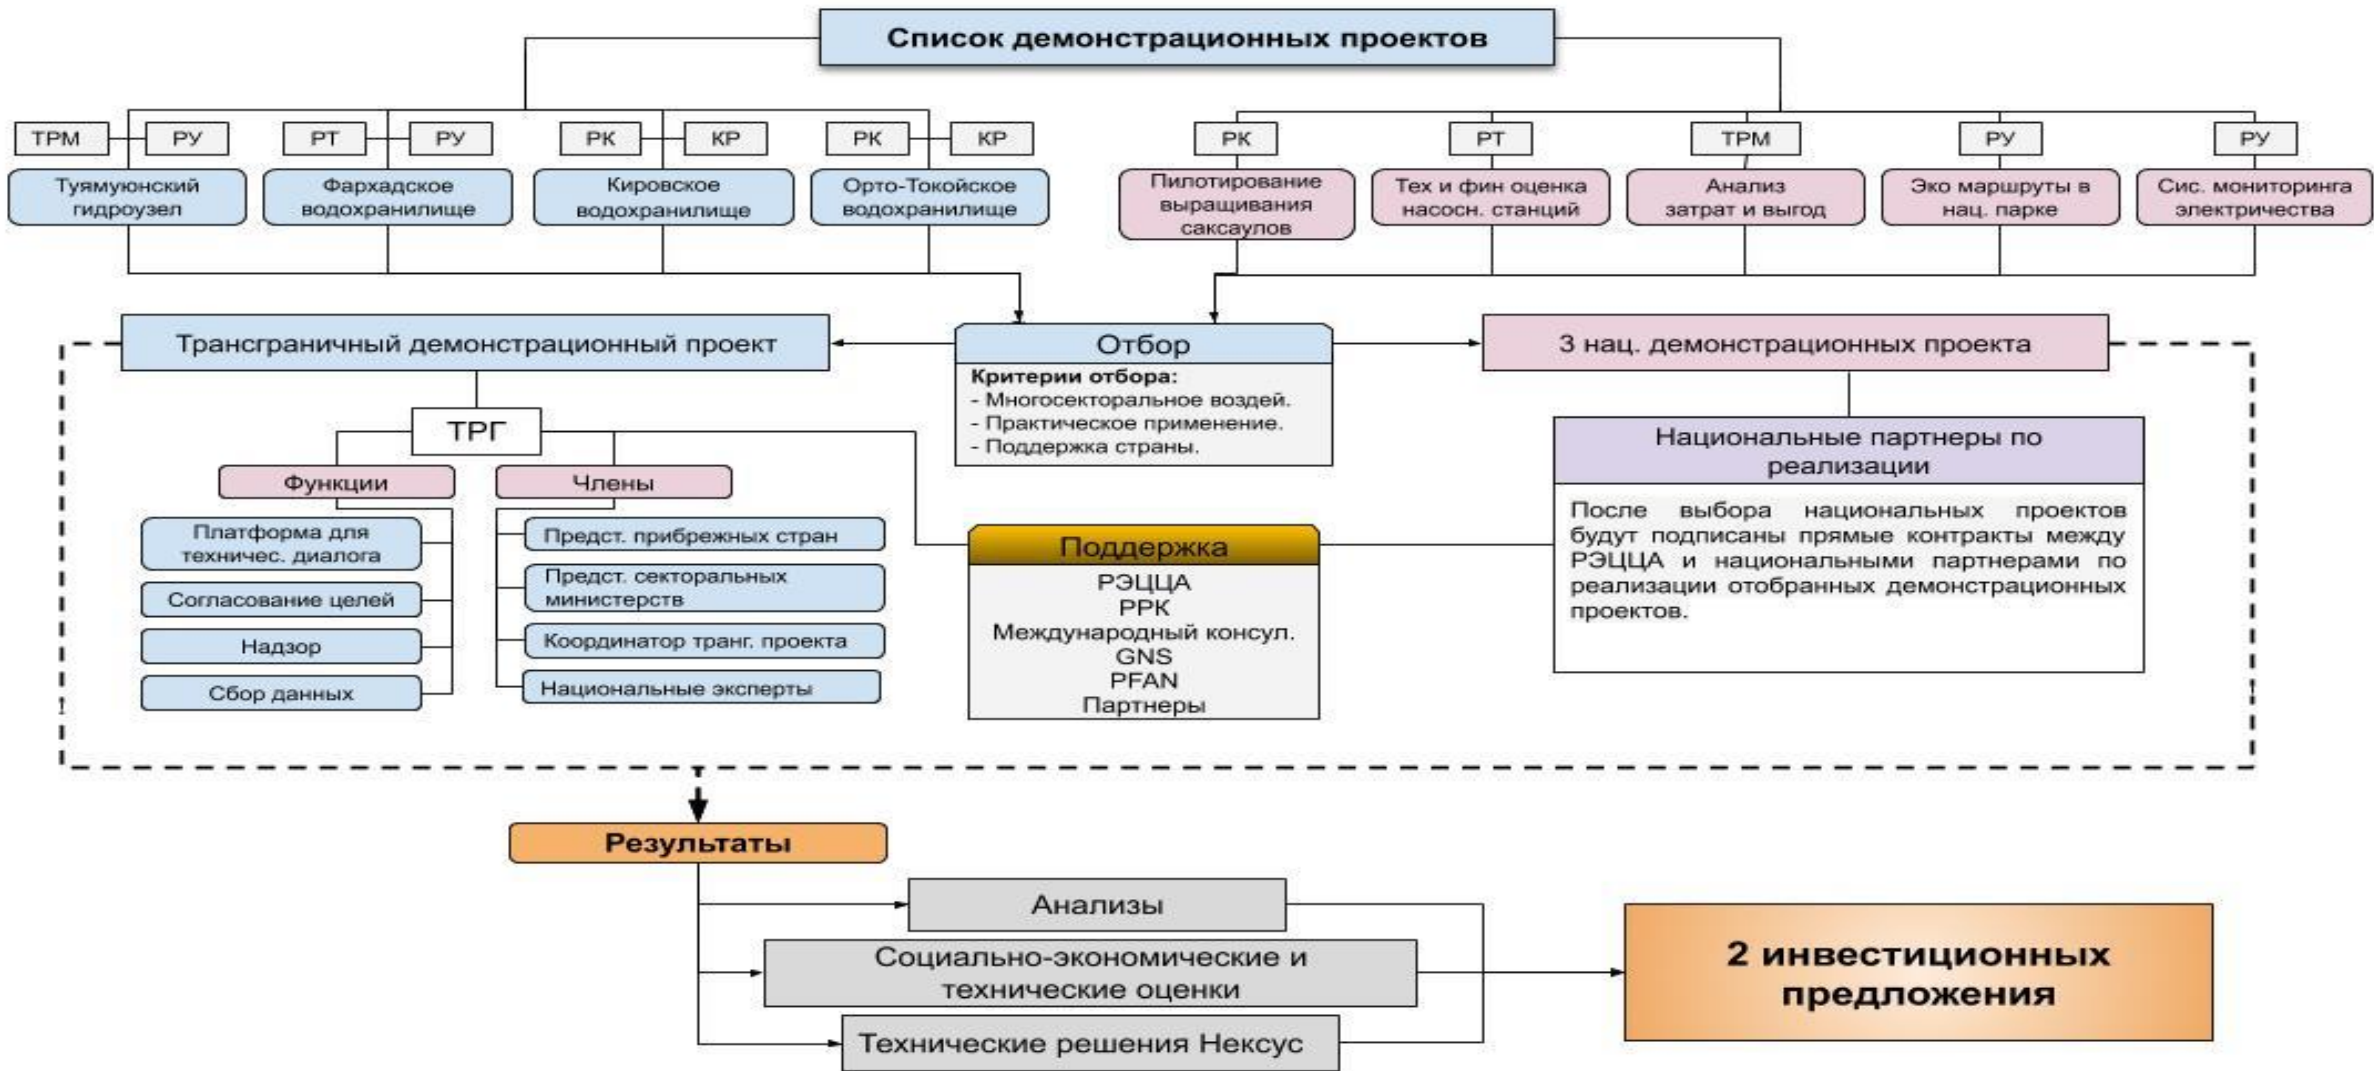 Список демонстрационных проектов
ТРМ
РУ
РТ
РУ
РК
КР
РК
КР
РК
РТ
ТРМ
РУ
РУ
Туямуюнский
гидроузел
Фархадское
водохранилище
Кировское
водохранилище
Орто-Токойское
водохранилище
Пилотирование
выращивания
саксаулов
Тех и фин оценка
насосн. станций
Анализ
затрат и выгод
Эко маршруты в
нац. парке
Сис. мониторинга
электричества
Трансграничный демонстрационный проект
Отбор
Критерии отбора:
- Многосекторальное воздей.
- Практическое применение.
- Поддержка страны.
3 нац. демонстрационных проекта
ТРГ
Функции
Платформа для
техничес. диалога
Согласование целей
Надзор
Сбор данных
Члены
Предст. прибрежных стран
Предст. секторальных
министерств
Координатор транг. проекта
Национальные эксперты
Поддержка
РЭЦЦА
РРК
Международный консул.
GNS
PFAN
Партнеры
Национальные партнеры по
реализации
После выбора национальных проектов
будут подписаны прямые контракты между
РЭЦЦА и национальными партнерами по
реализации отобранных демонстрационных
проектов.
Результаты
Анализы
Социально-экономические и
технические оценки
Технические решения Нексус
2 инвестиционных
предложения